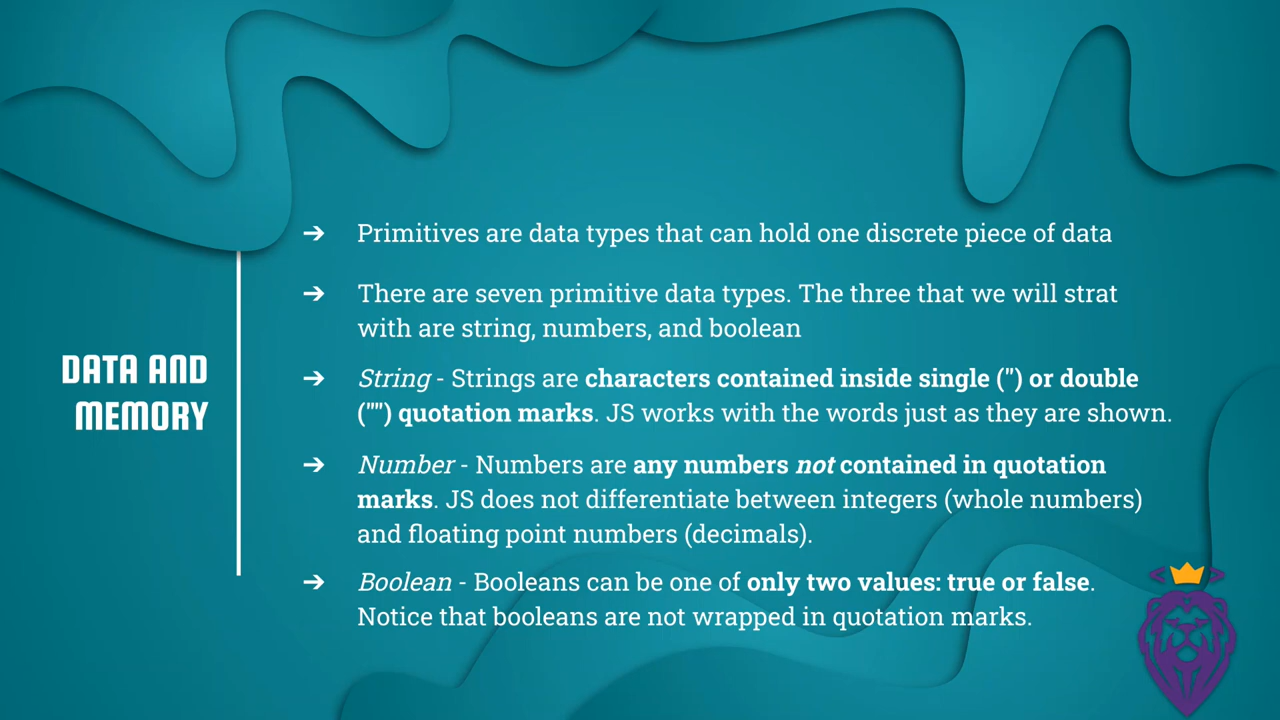 DATA AND
MEMORY
➔ Primitives are data types that can hold one discrete piece of data
➔ There are seven primitive data types. The three that we will strat
with are string, numbers, and boolean
➔ String - Strings are characters contained inside single ('') or double
("") quotation marks. JS works with the words just as they are shown.
➔ Number - Numbers are any numbers not contained in quotation
marks. JS does not differentiate between integers (whole numbers)
and floating point numbers (decimals).
➔ Boolean - Booleans can be one of only two values: true or false.
Notice that booleans are not wrapped in quotation marks.